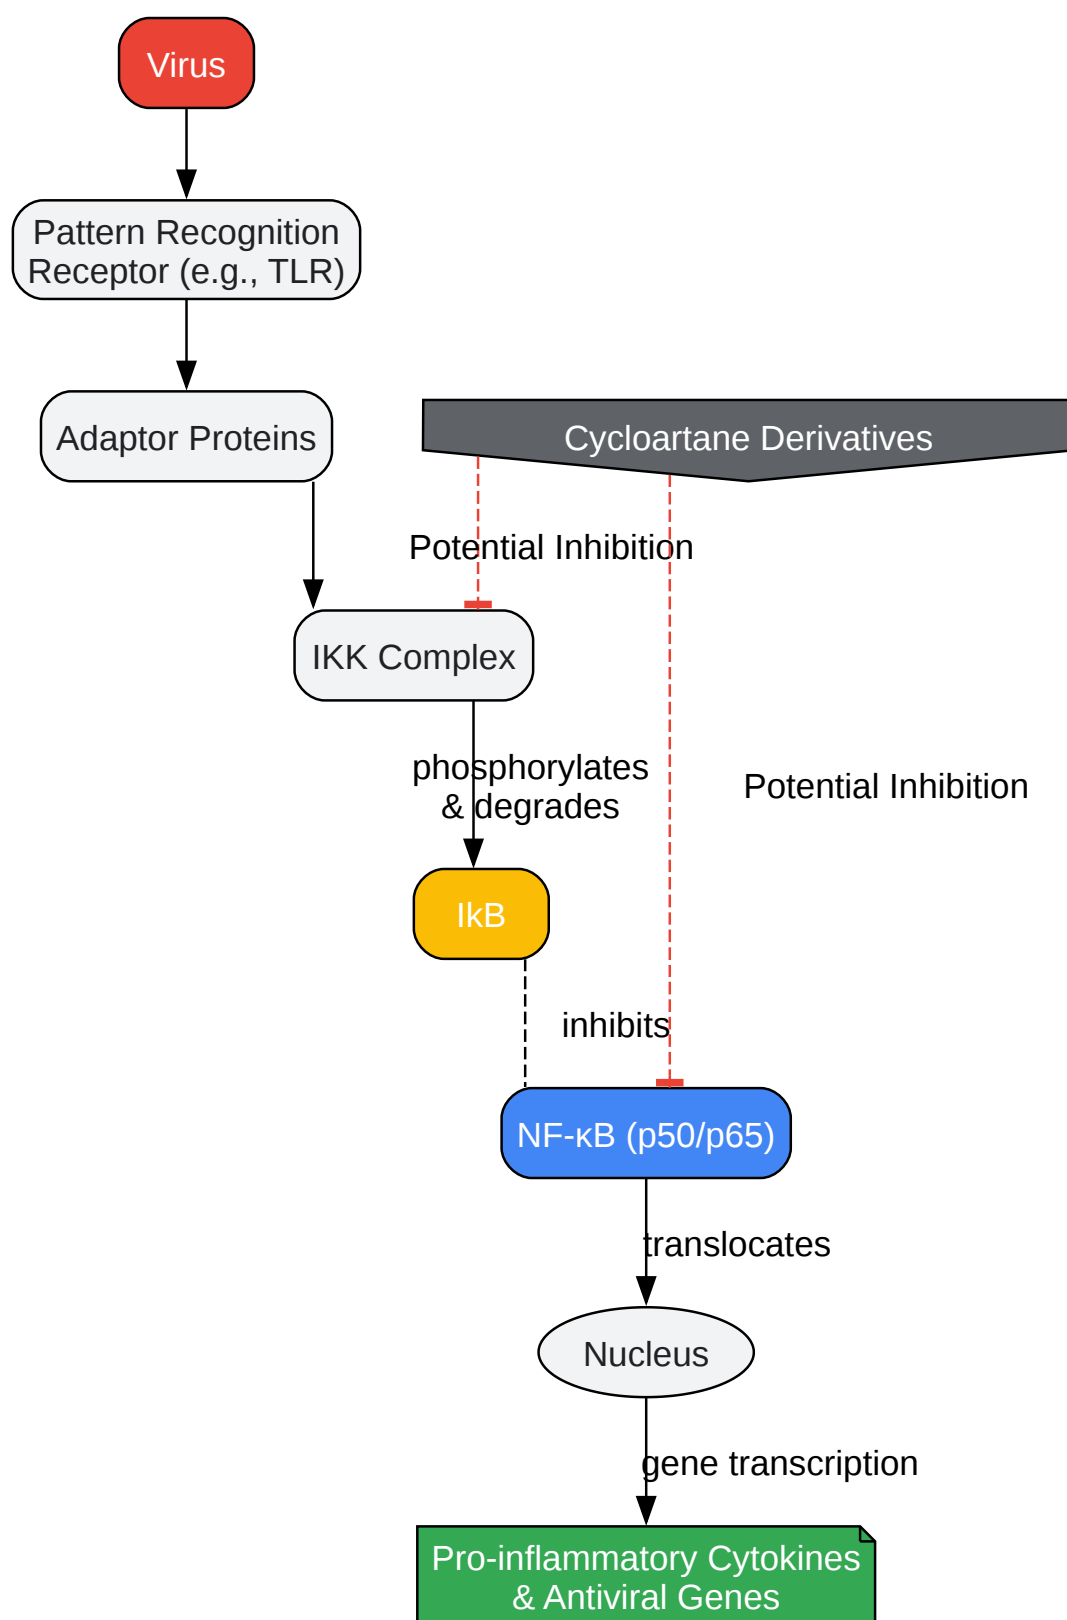 Virus
Pattern Recognition
Receptor (e.g., TLR)
Adaptor Proteins
Cycloartane Derivatives
Potential Inhibition
IKK Complex
phosphorylates
& degrades
Potential Inhibition
IkB
inhibits
NF-κB (p50/p65)
translocates
Nucleus
gene transcription
Pro-inflammatory Cytokines
& Antiviral Genes